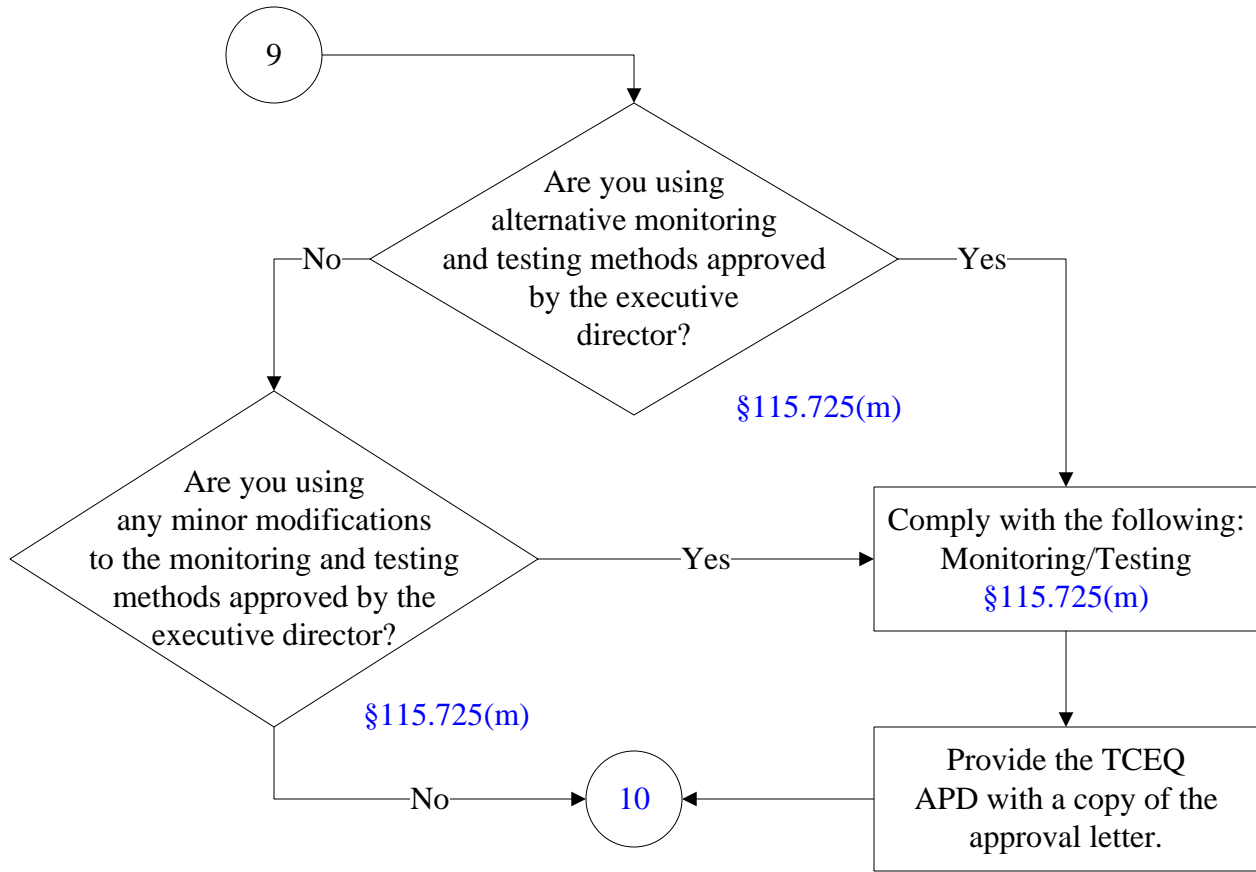 9
Are you using
alternative monitoring
and testing methods approved
by the executive
director?
No
Yes
§115.725(m)
Are you using
any minor modifications
to the monitoring and testing
methods approved by the
executive director?
Yes
Comply with the following:
Monitoring/Testing
§115.725(m)
§115.725(m)
No
10
Provide the TCEQ
APD with a copy of the
approval letter.